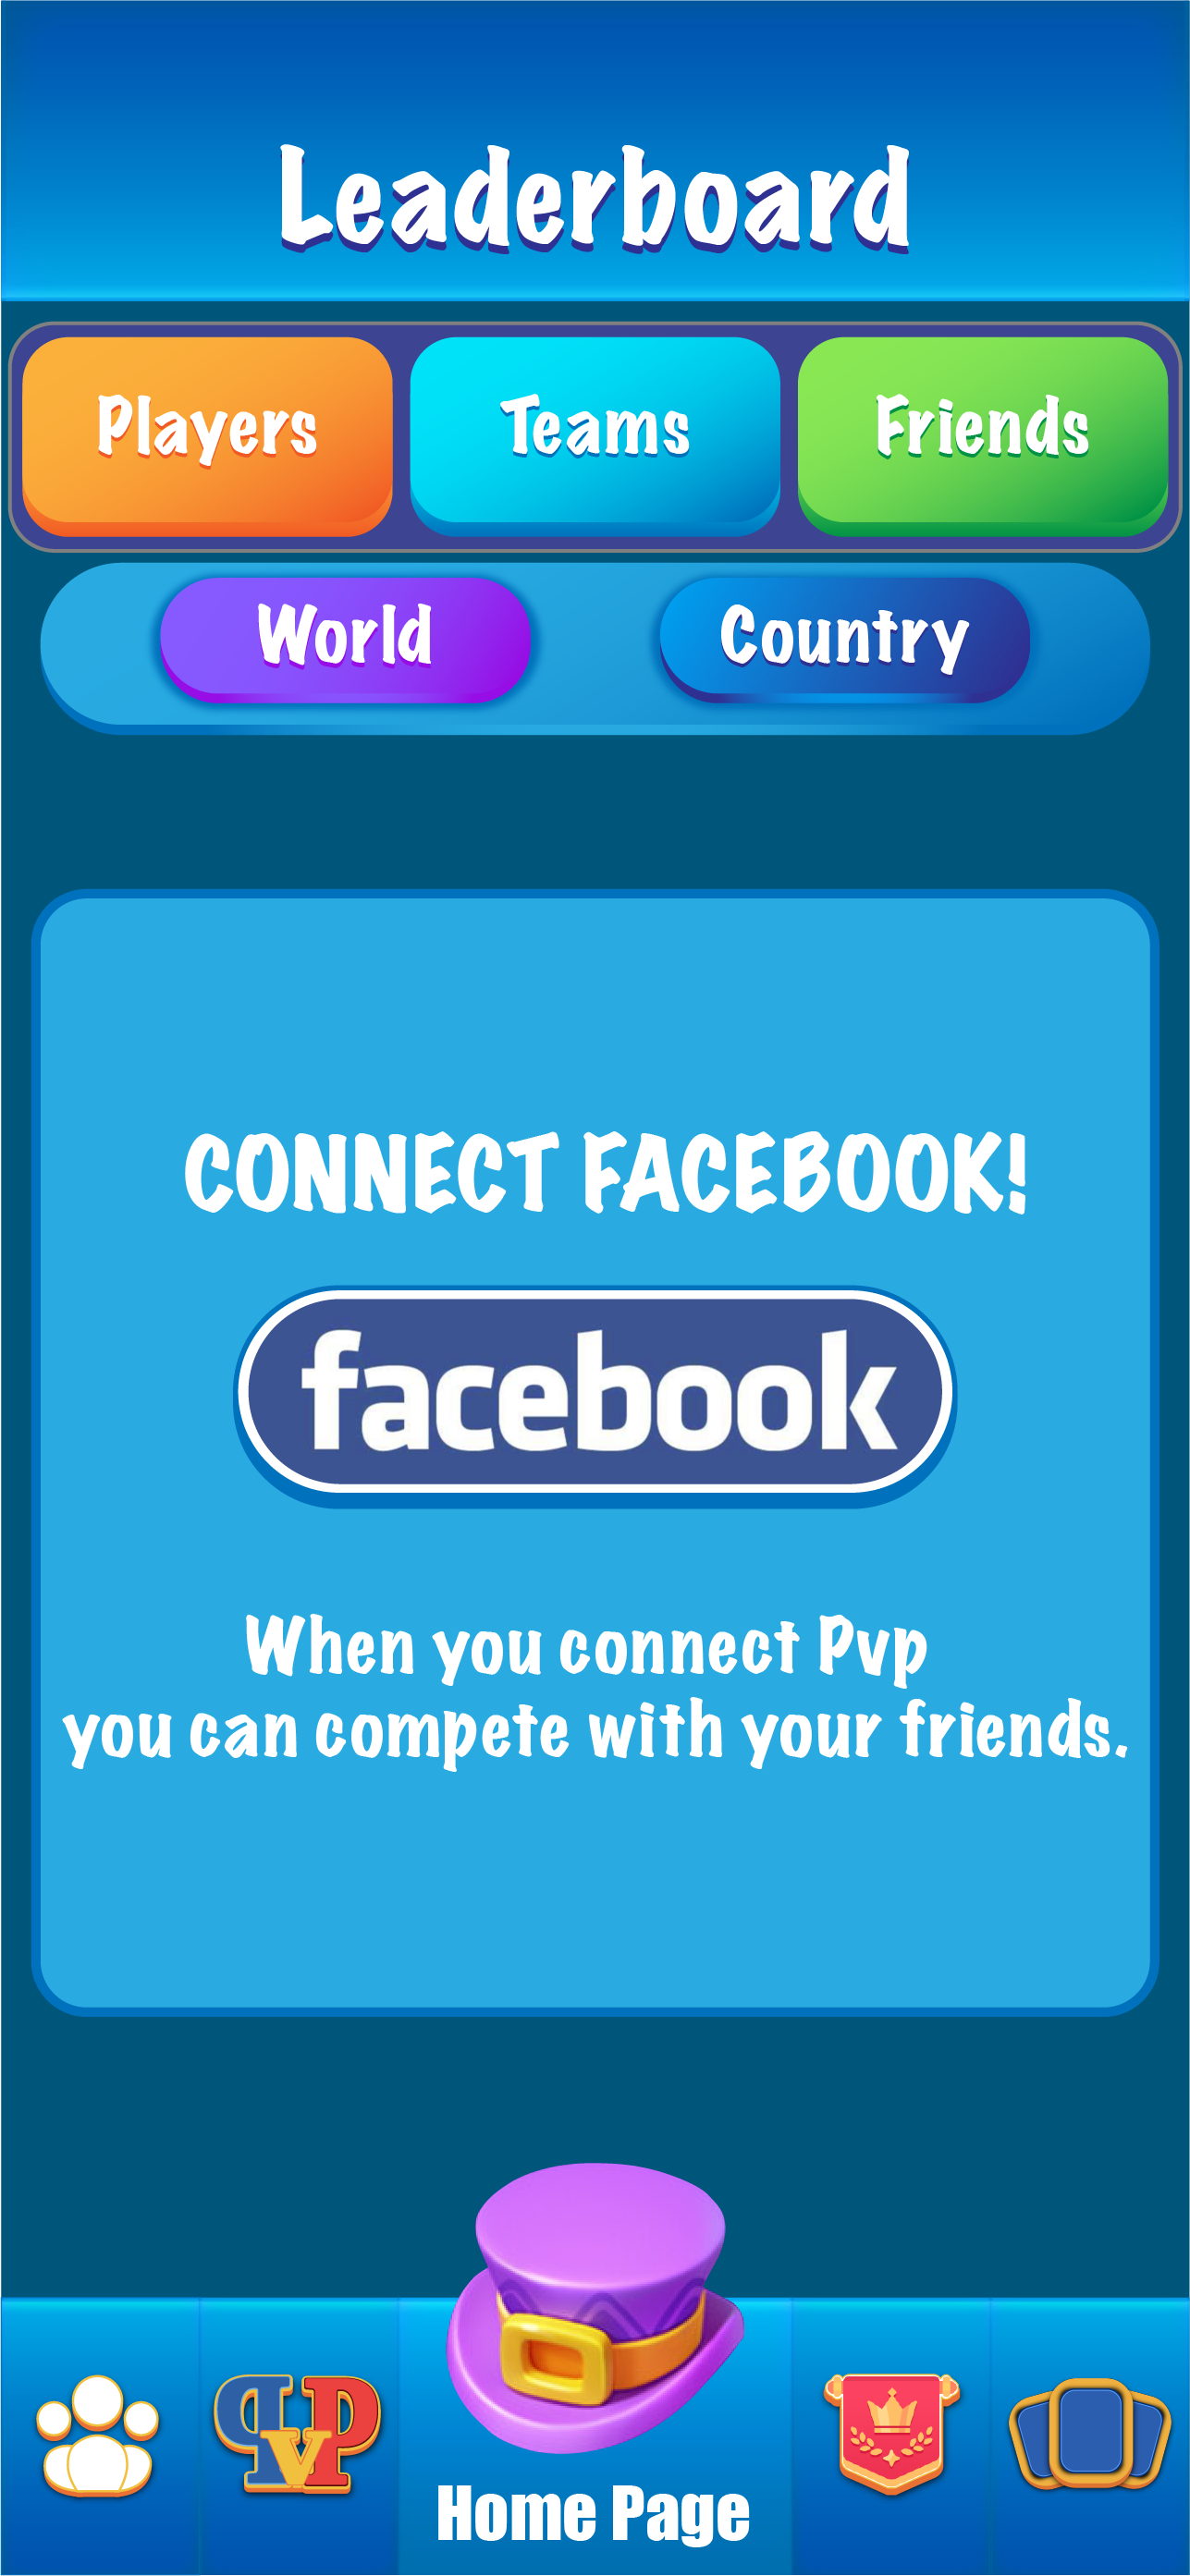 Leaderboard
Players Teams Friends
World Country
CONNECT FACEBOOK!
facebook
When you connect Pvp
you can compete with your friends.
PVP
Home Page